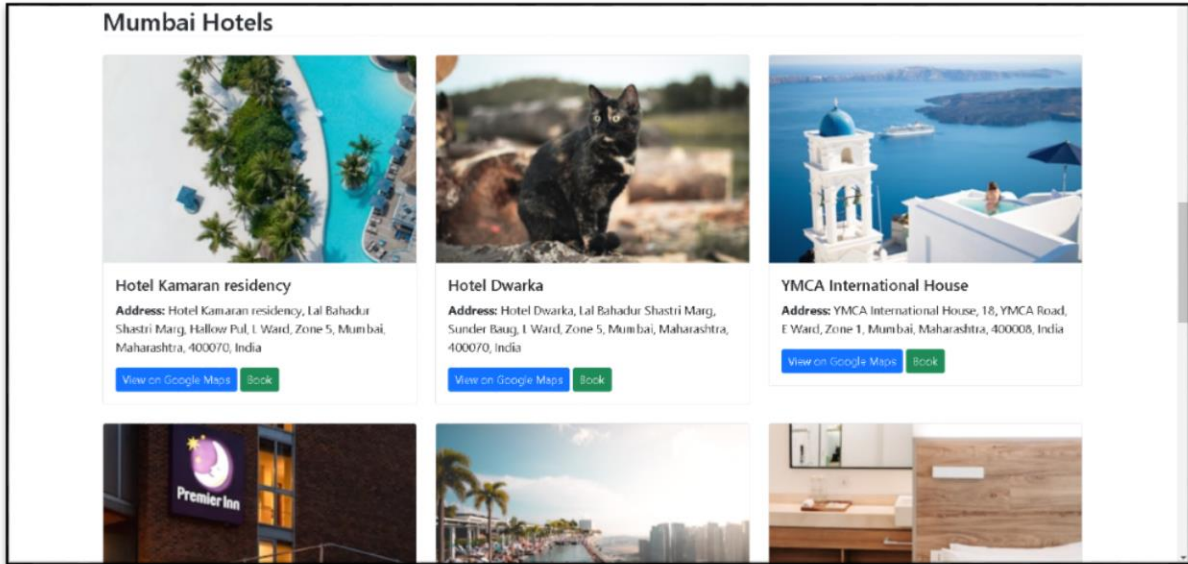 Mumbai Hotels
Hotel Kamaran residency
Address: Hotel Kamaran residency, Lal Bahadur
Shastri Marg, Hallow Pul, L Ward, Zone 5, Mumbai,
Maharashtra, 400070, India
View on Google Maps Book
Hotel Dwarka
Address: Hotel Dwarka, Lal Bahadur Shastri Marg,
Sunder Baug, L Ward, Zone 5, Mumbai, Maharashtra,
400070, India
View on Google Maps Book
YMCA International House
Address: YMCA International House, 18, YMCA Road,
E Ward, Zone 1, Mumbai, Maharashtra, 400008, India
View on Google Maps Book
Premier Inn